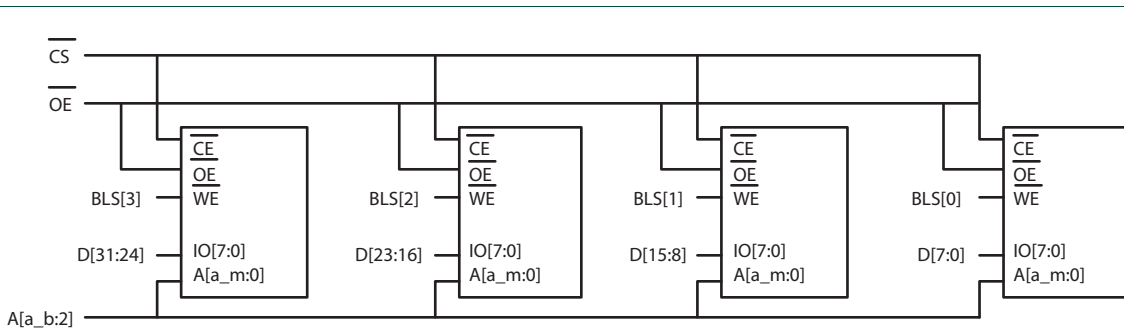 CS
OE
CE
OE
BLS[3]
WE
D[31:24]
IO[7:0]
A[a_m:0]
CE
OE
BLS[2]
WE
D[23:16]
IO[7:0]
A[a_m:0]
CE
OE
BLS[1]
WE
D[15:8]
IO[7:0]
A[a_m:0]
CE
OE
BLS[0]
WE
D[7:0]
IO[7:0]
A[a_m:0]
A[a_b:2]